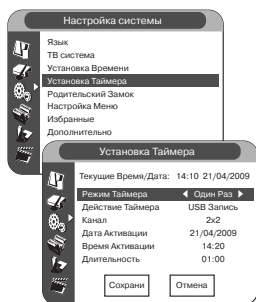 Настройка системы
Язык
ТВ система
Установка Времени
Установка Таймера
Родительский Замок
Настройка Меню
Избранные
Дополнительно
Установка Таймера
Текущие Время/Дата: 14:10 21/04/2009
Режим Таймера Один Раз
Действие Таймера USB Запись
Канал 2x2
Дата Активации 21/04/2009
Время Активации 14:20
Длительность 01:00
Сохрани Отмена